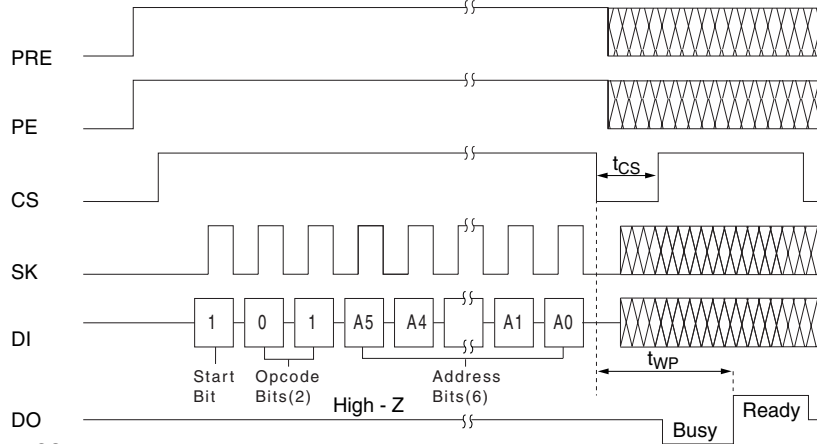 PRE
PE
CS
tCS
SK
DI
1 0 1 A5 A4 A1 A0
Start Bit
Opcode Bits(2)
Address Bits(6)
tWP
DO
High - Z
Busy
Ready